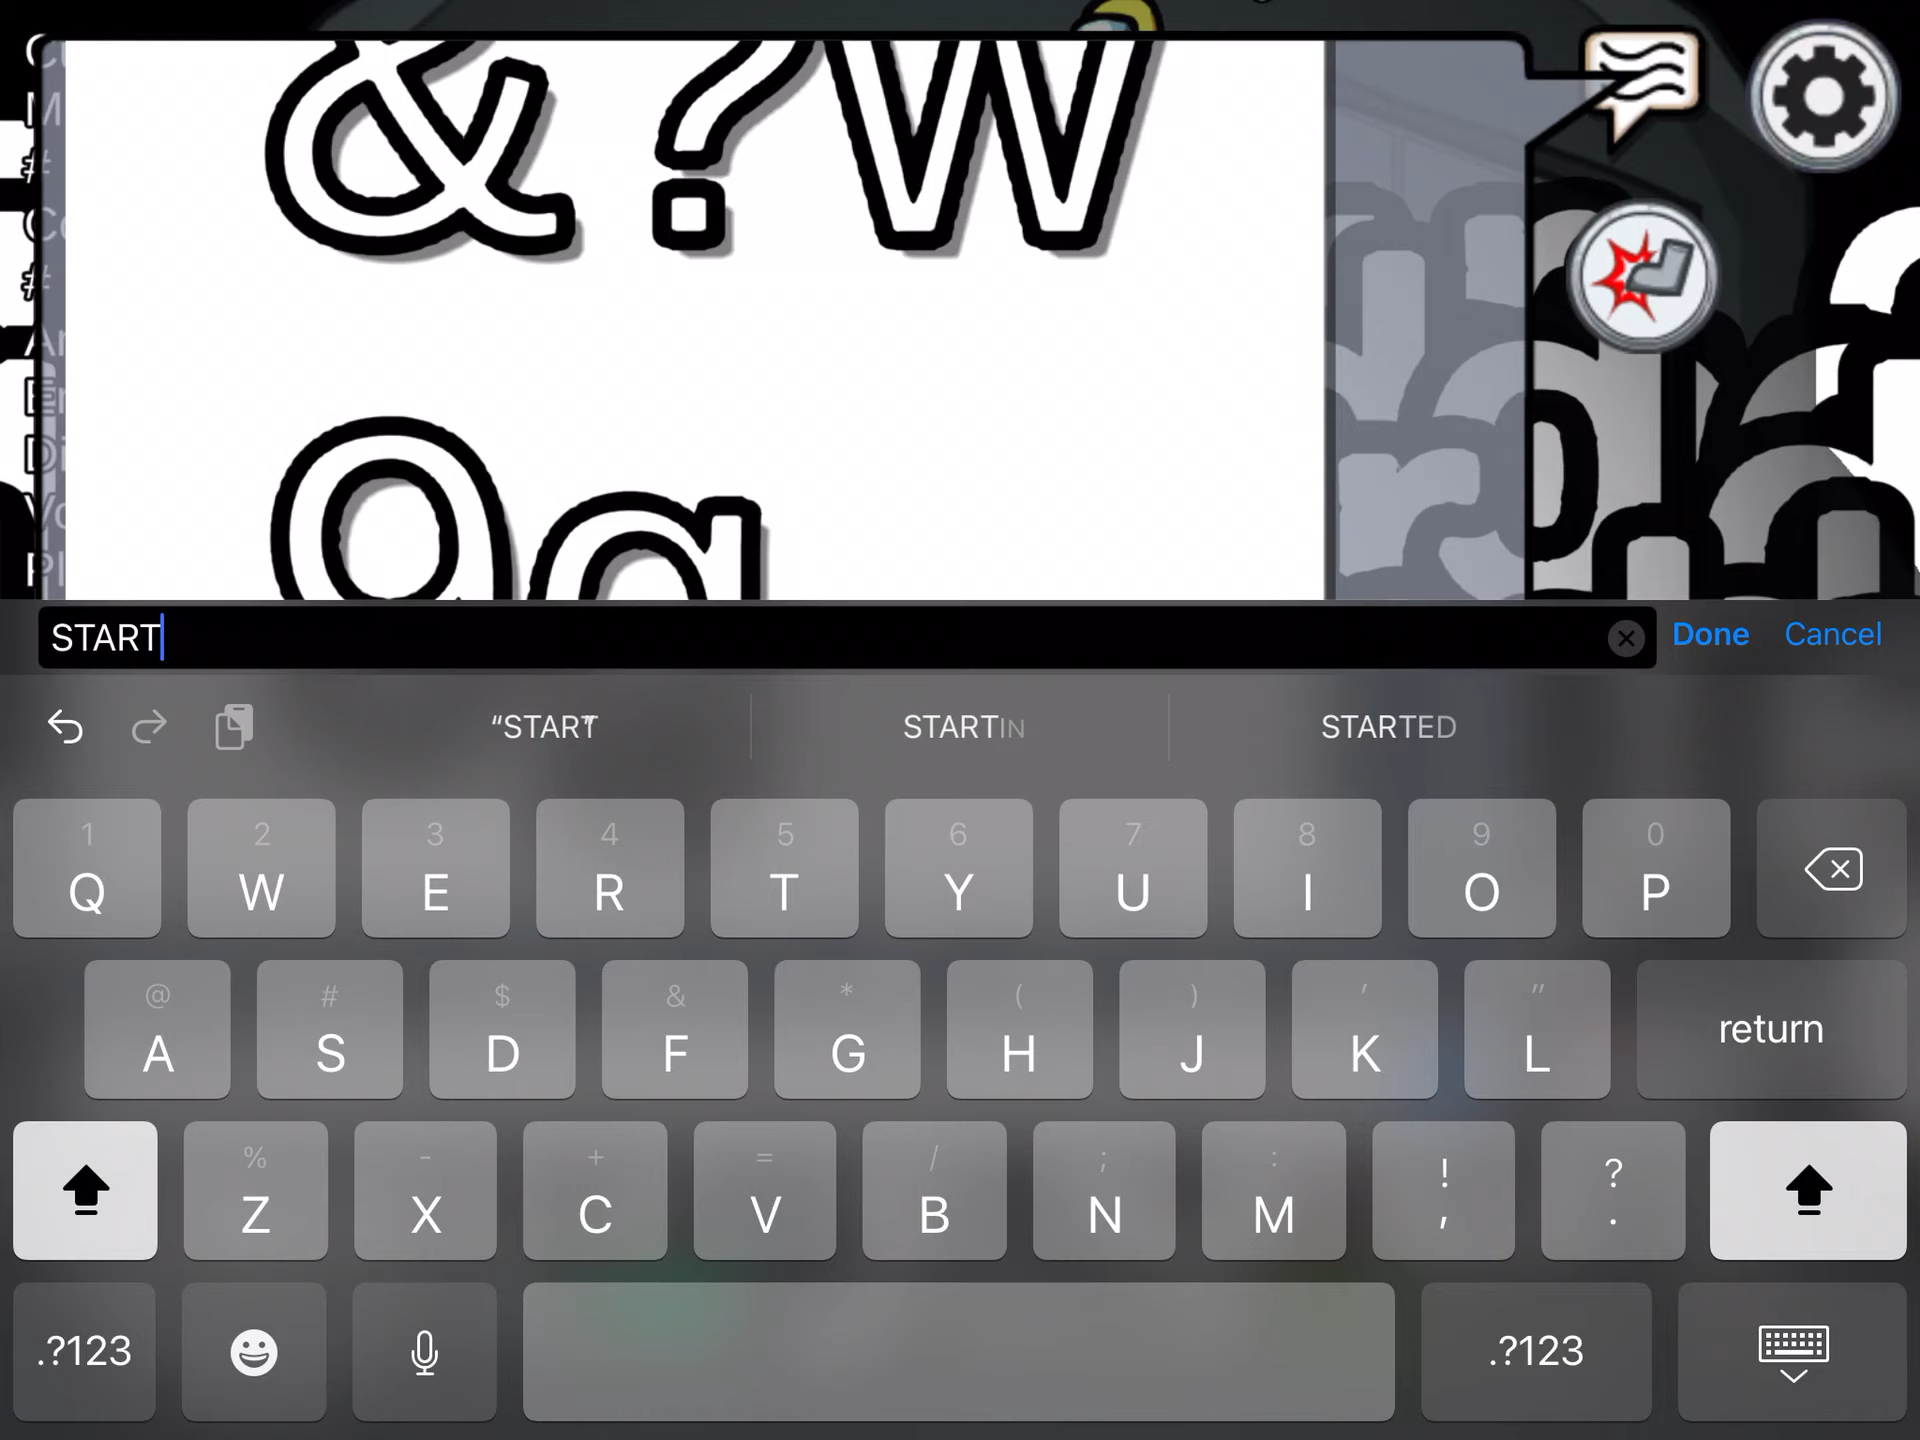 & ? W
Qa
START
Done
Cancel
“START”
STARTIN
STARTED
1 2 3 4 5 6 7 8 9 0
Q W E R T Y U I O P
@ # $ & * ( ) ' "
A S D F G H J K L return
% - + = / ; : ! ?
Z X C V B N M , .
.?123
.?123